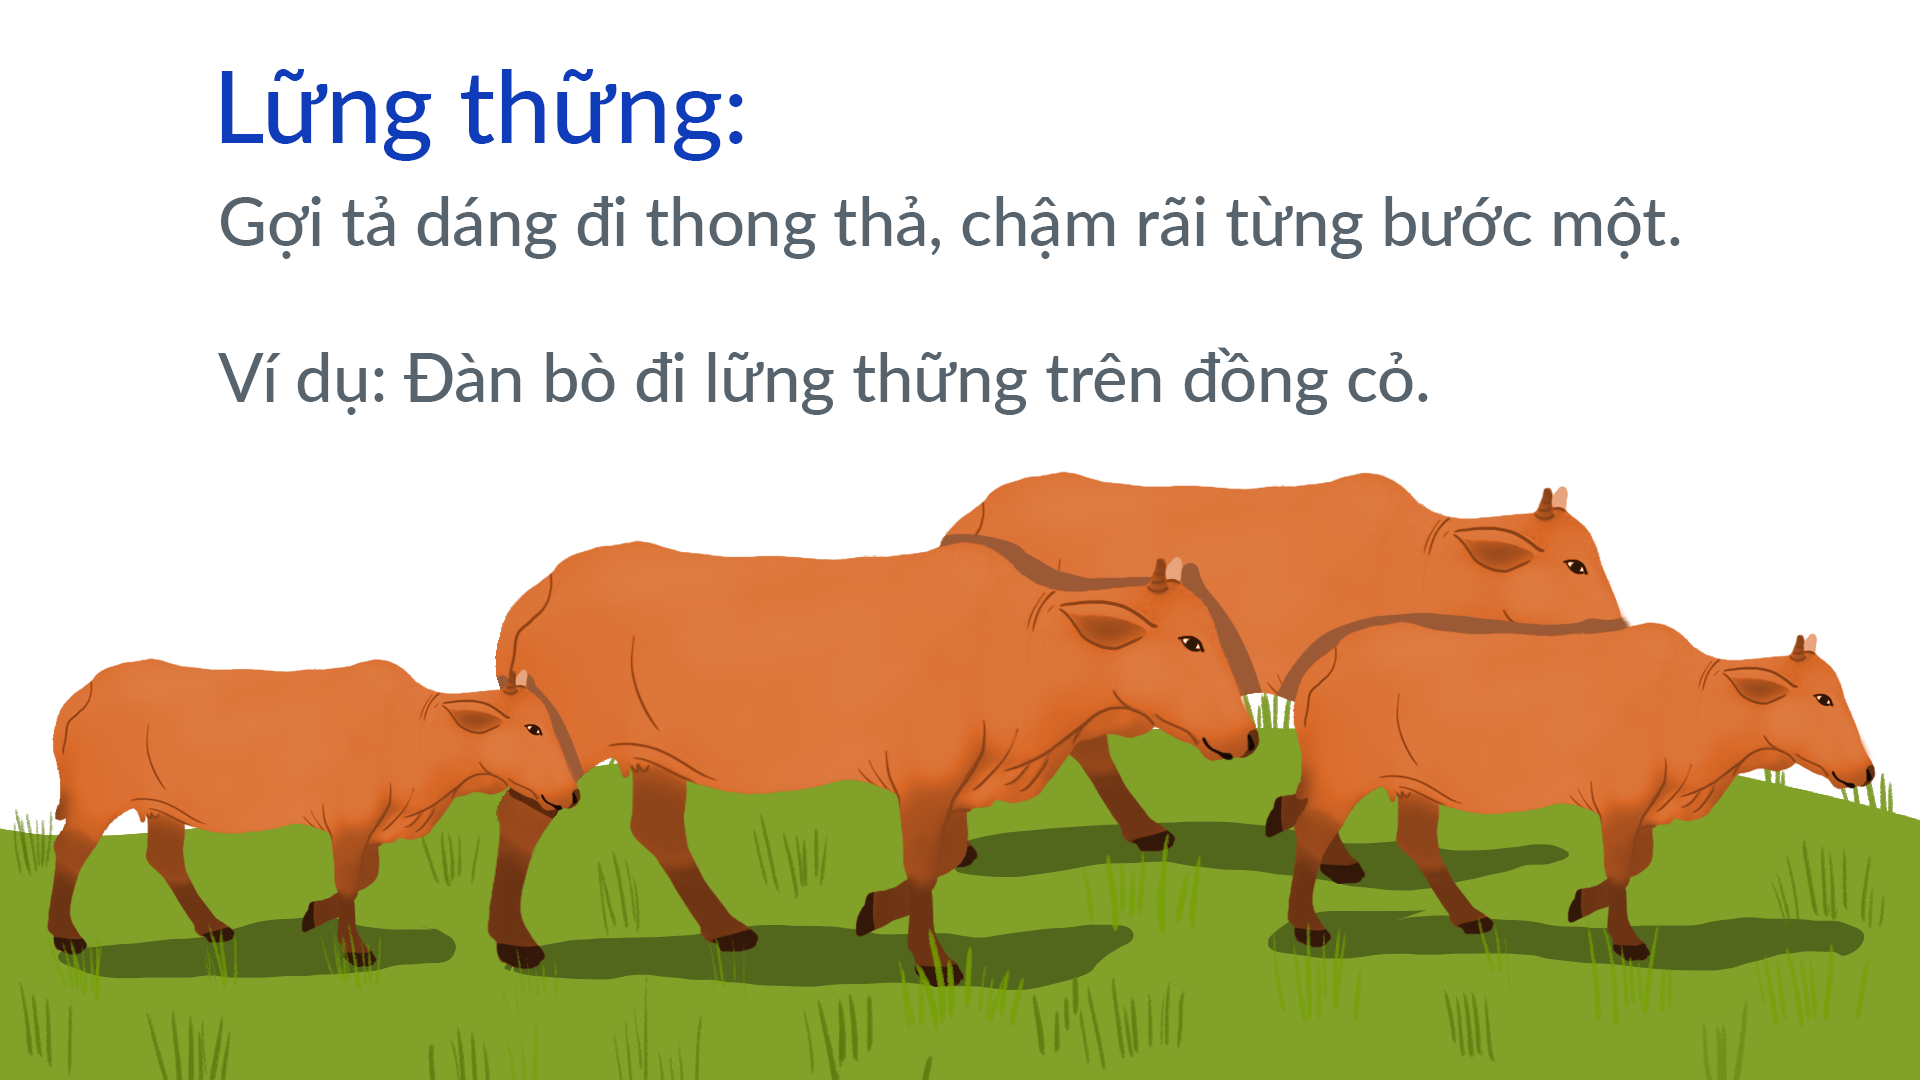 Lững thững:
Gợi tả dáng đi thong thả, chậm rãi từng bước một.
Ví dụ: Đàn bò đi lững thững trên đồng cỏ.